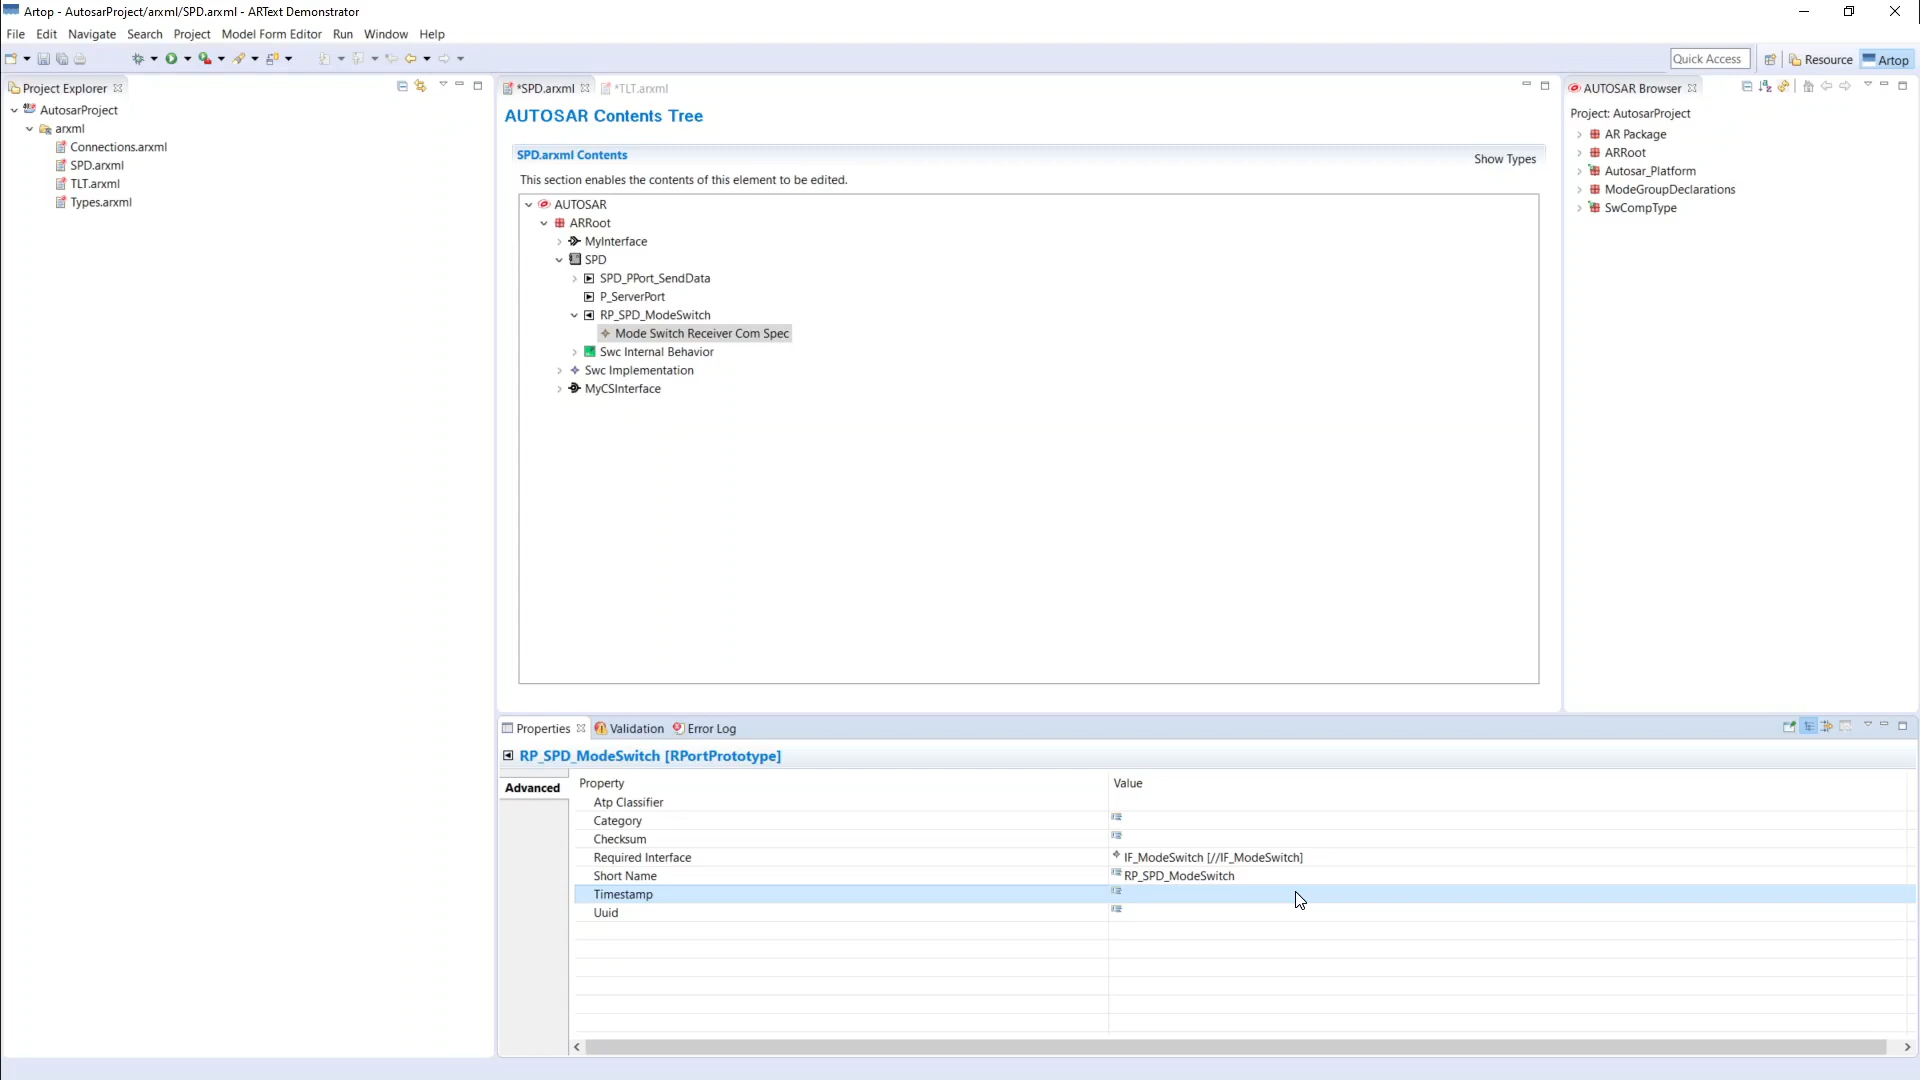 Artop - AutosarProject/arxml/SPD.arxml - ARText Demonstrator
File Edit Navigate Search Project Model Form Editor Run Window Help
Quick Access Resource Artop
Project Explorer
AutosarProject
arxml
Connections.arxml
SPD.arxml
TLT.arxml
Types.arxml
*SPD.arxml *TLT.arxml
AUTOSAR Contents Tree
SPD.arxml Contents
Show Types
This section enables the contents of this element to be edited.
AUTOSAR
ARRoot
MyInterface
SPD
SPD_PPort_SendData
P_ServerPort
RP_SPD_ModeSwitch
Mode Switch Receiver Com Spec
Swc Internal Behavior
Swc Implementation
MyCSInterface
AUTOSAR Browser
Project: AutosarProject
AR Package
ARRoot
Autosar_Platform
ModeGroupDeclarations
SwCompType
Properties Validation Error Log
RP_SPD_ModeSwitch [RPortPrototype]
Advanced
Property Value
Atp Classifier
Category
Checksum
Required Interface IF_ModeSwitch [//IF_ModeSwitch]
Short Name RP_SPD_ModeSwitch
Timestamp
Uuid